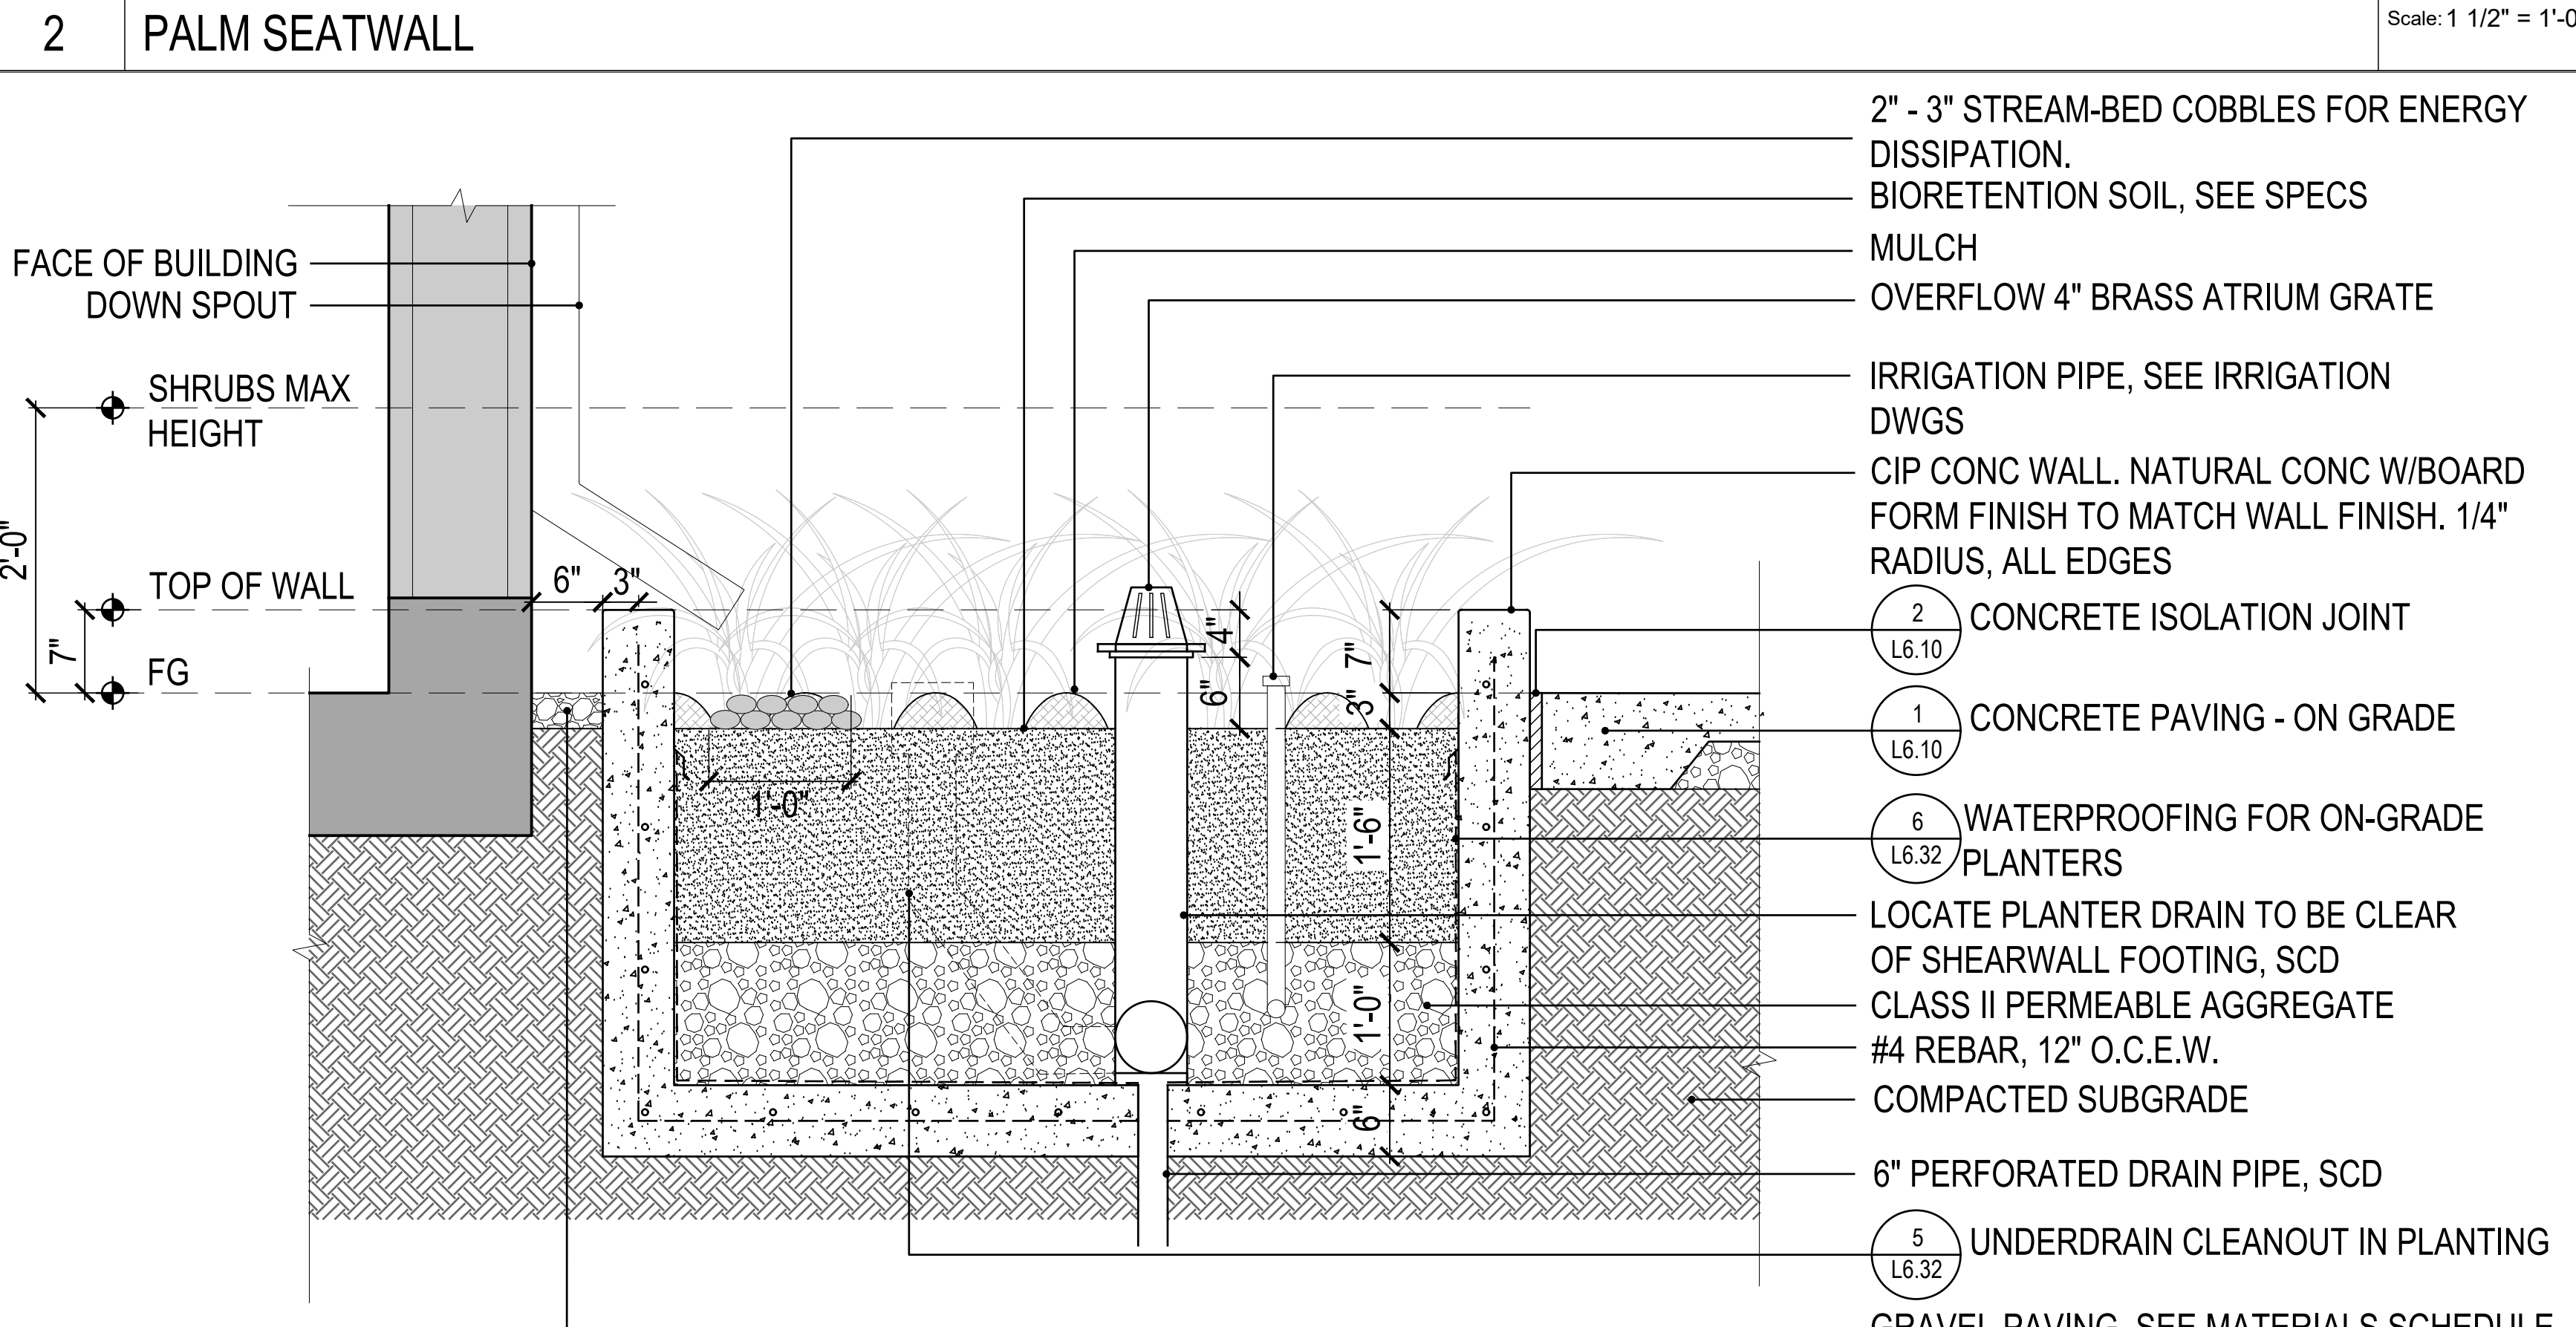 2 PALM SEATWALL
Scale: 1 1/2" = 1'-0
2" - 3" STREAM-BED COBBLES FOR ENERGY
DISSIPATION.
BIORETENTION SOIL, SEE SPECS
MULCH
OVERFLOW 4" BRASS ATRIUM GRATE
IRRIGATION PIPE, SEE IRRIGATION
DWGS
CIP CONC WALL. NATURAL CONC W/BOARD
FORM FINISH TO MATCH WALL FINISH. 1/4"
RADIUS, ALL EDGES
2
L6.10
CONCRETE ISOLATION JOINT
1
L6.10
CONCRETE PAVING - ON GRADE
6
L6.32
WATERPROOFING FOR ON-GRADE
PLANTERS
LOCATE PLANTER DRAIN TO BE CLEAR
OF SHEARWALL FOOTING, SCD
CLASS II PERMEABLE AGGREGATE
#4 REBAR, 12" O.C.E.W.
COMPACTED SUBGRADE
6" PERFORATED DRAIN PIPE, SCD
5
L6.32
UNDERDRAIN CLEANOUT IN PLANTING
GRAVEL PAVING, SEE MATERIALS SCHEDULE
FACE OF BUILDING
DOWN SPOUT
SHRUBS MAX
HEIGHT
2'-0"
TOP OF WALL
7"
FG
6"
3"
4"
6"
7"
3"
1'-0"
1'-6"
1'-0"
6"